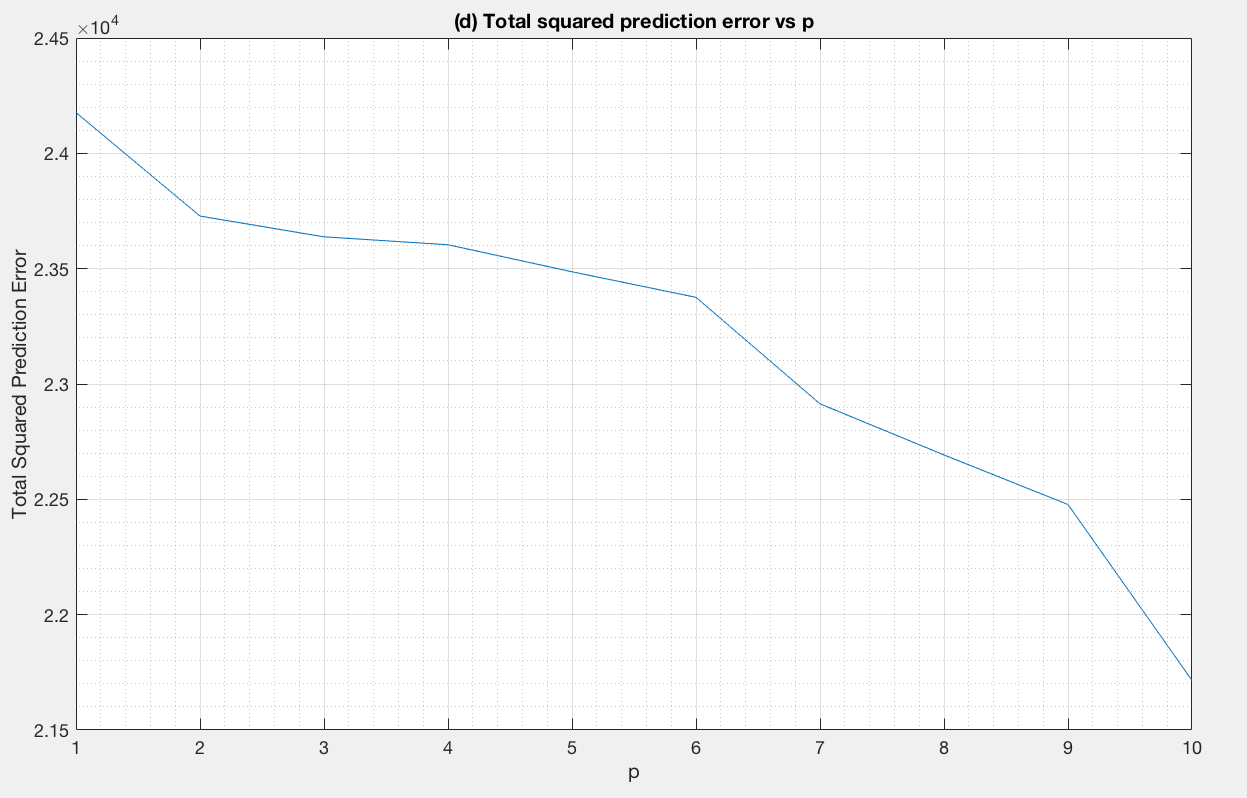 (d) Total squared prediction error vs p
×10⁴
2.45
2.4
2.35
2.3
2.25
2.2
2.15
Total Squared Prediction Error
1 2 3 4 5 6 7 8 9 10
p